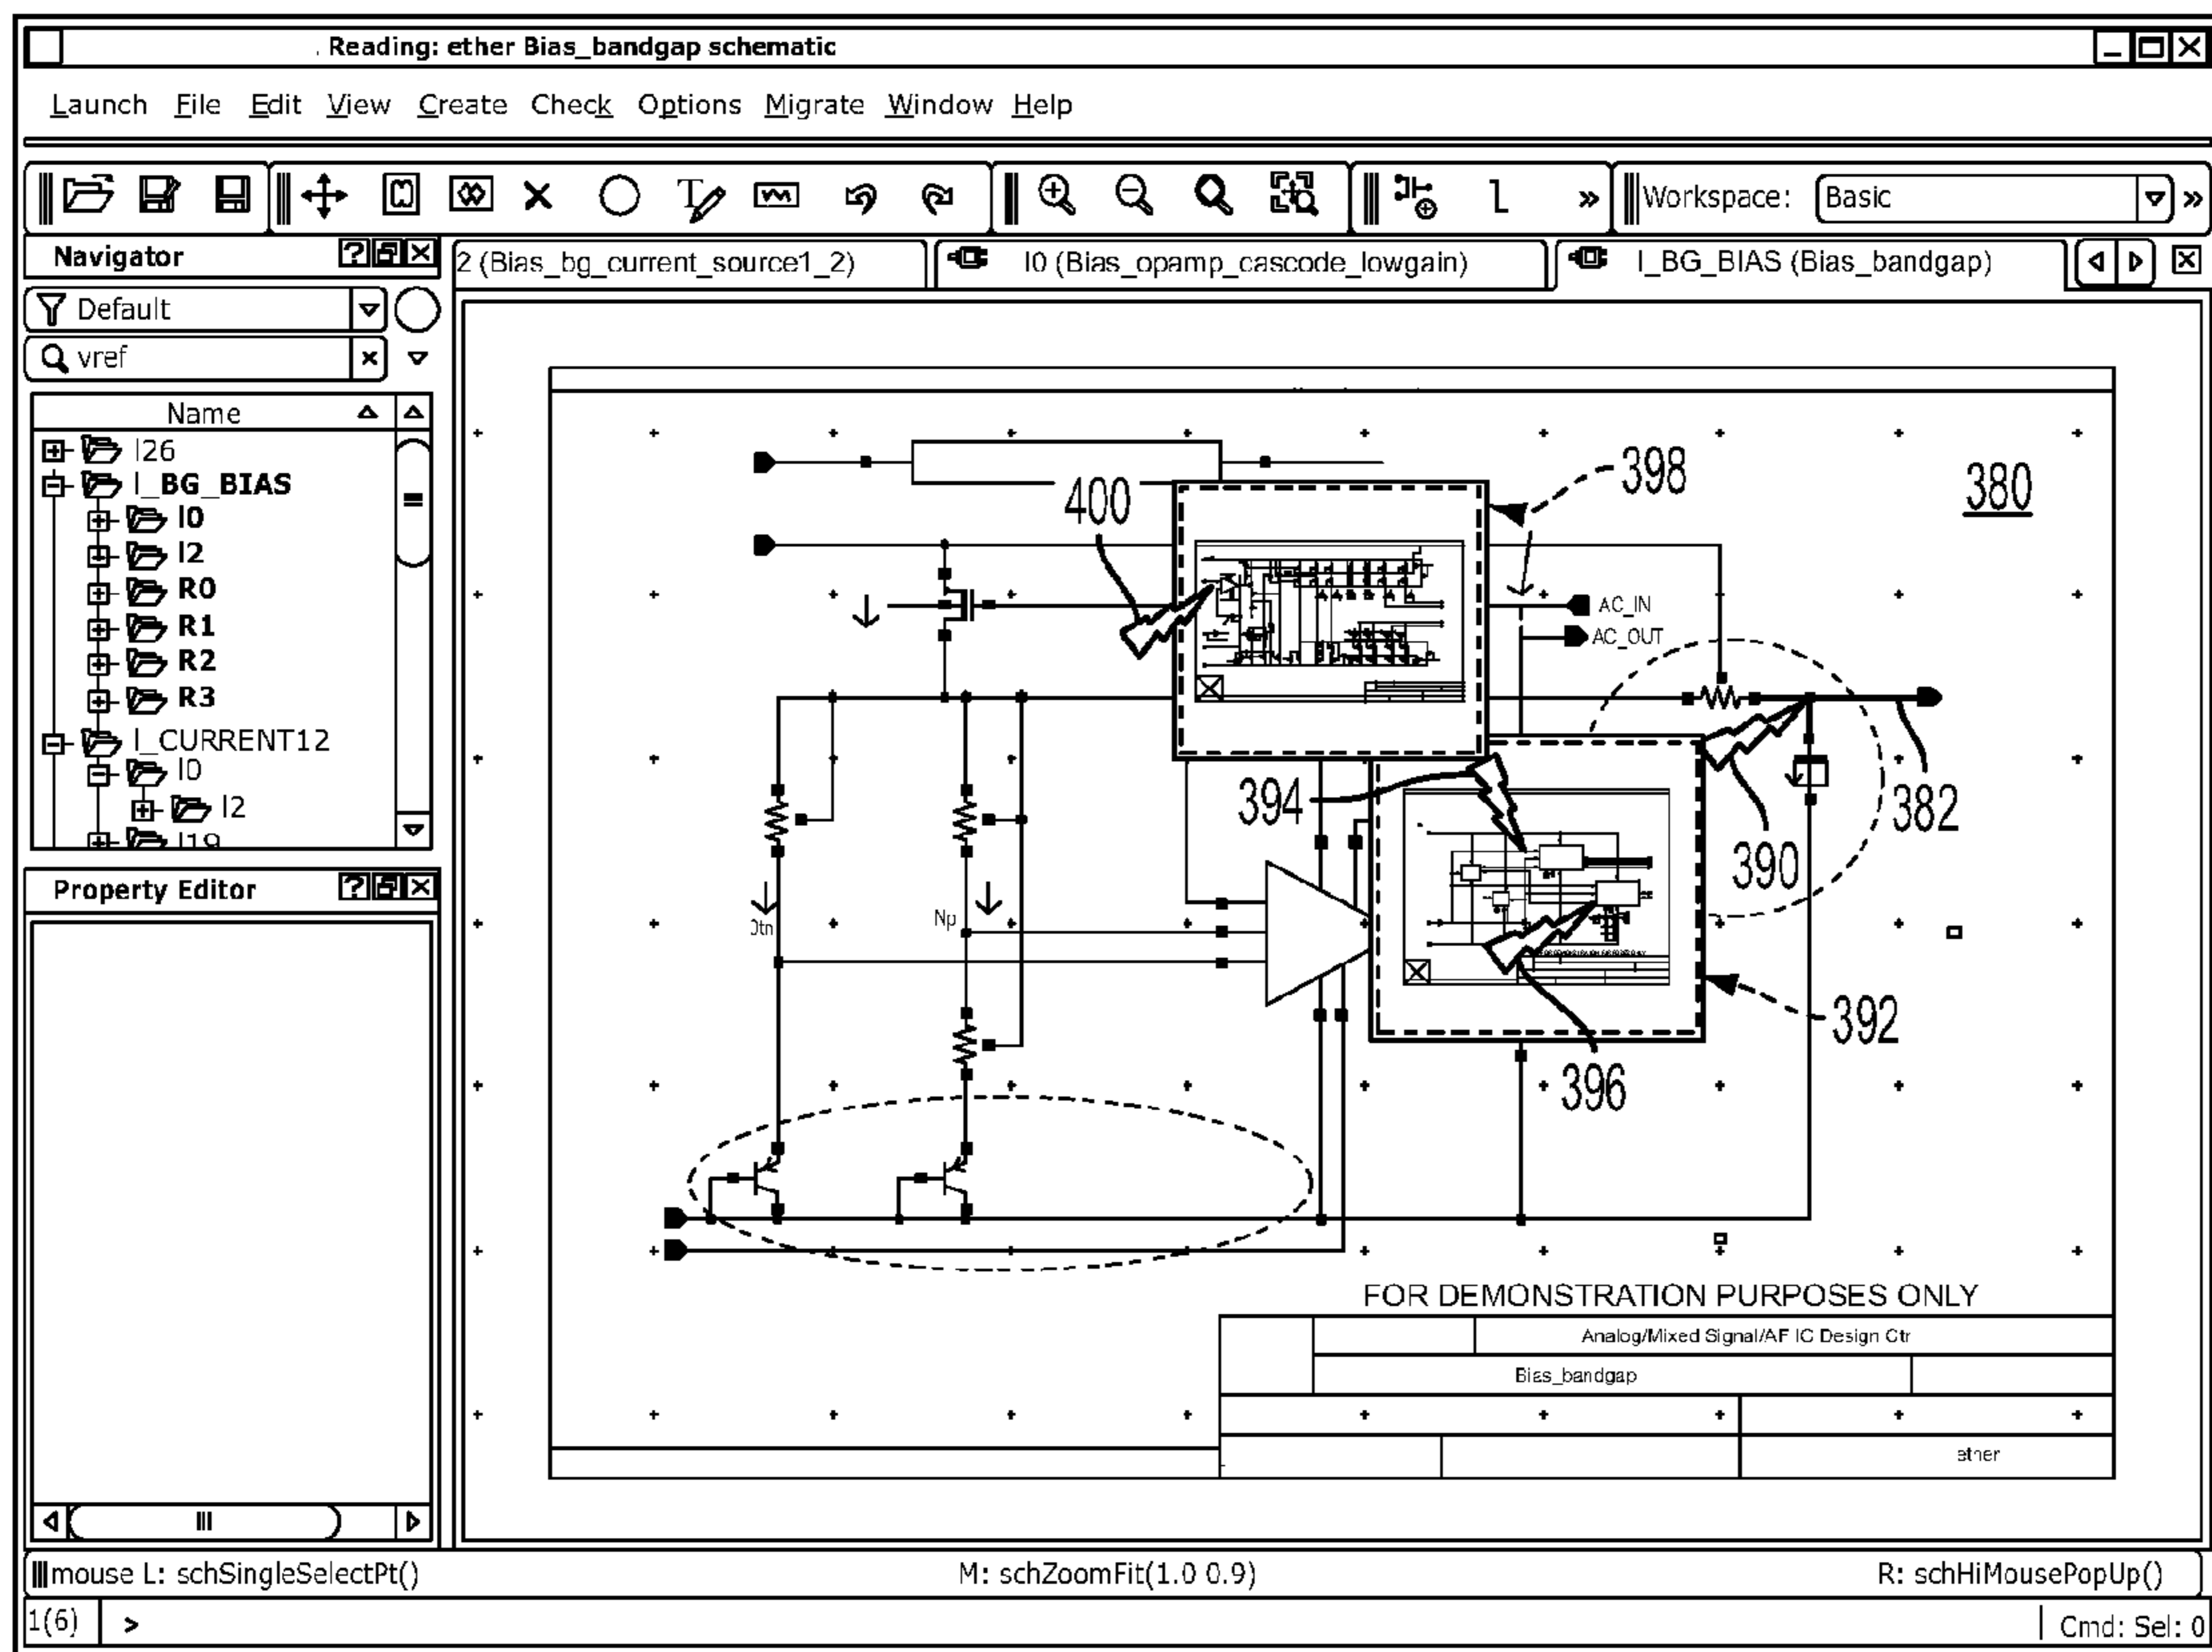 Reading: ether Bias_bandgap schematic
Launch File Edit View Create Check Options Migrate Window Help
Workspace: Basic
Navigator
2 (Bias_bg_current_source1_2)
I0 (Bias_opamp_cascode_lowgain)
I_BG_BIAS (Bias_bandgap)
Default
vref
Name
I26
I_BG_BIAS
I0
I2
R0
R1
R2
R3
I_CURRENT12
I0
I2
I19
Property Editor
398
380
400
AC_IN
AC_OUT
394
382
390
Np
392
396
FOR DEMONSTRATION PURPOSES ONLY
Analog/Mixed Signal/AF IC Design Ctr
Bias_bandgap
ether
mouse L: schSingleSelectPt()
M: schZoomFit(1.0 0.9)
R: schHiMousePopUp()
1(6) >
Cmd: Sel: 0